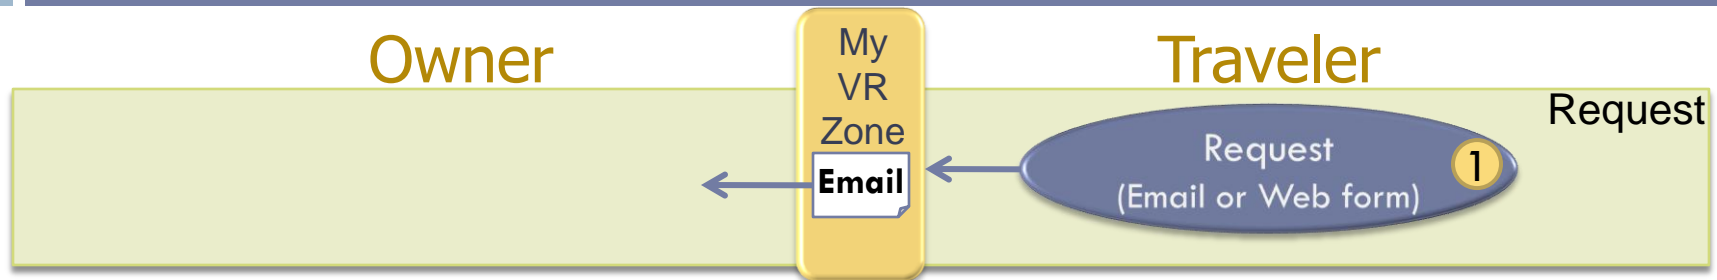 Owner
My
VR
Zone
Email
Traveler
Request
Request
(Email or Web form)
1